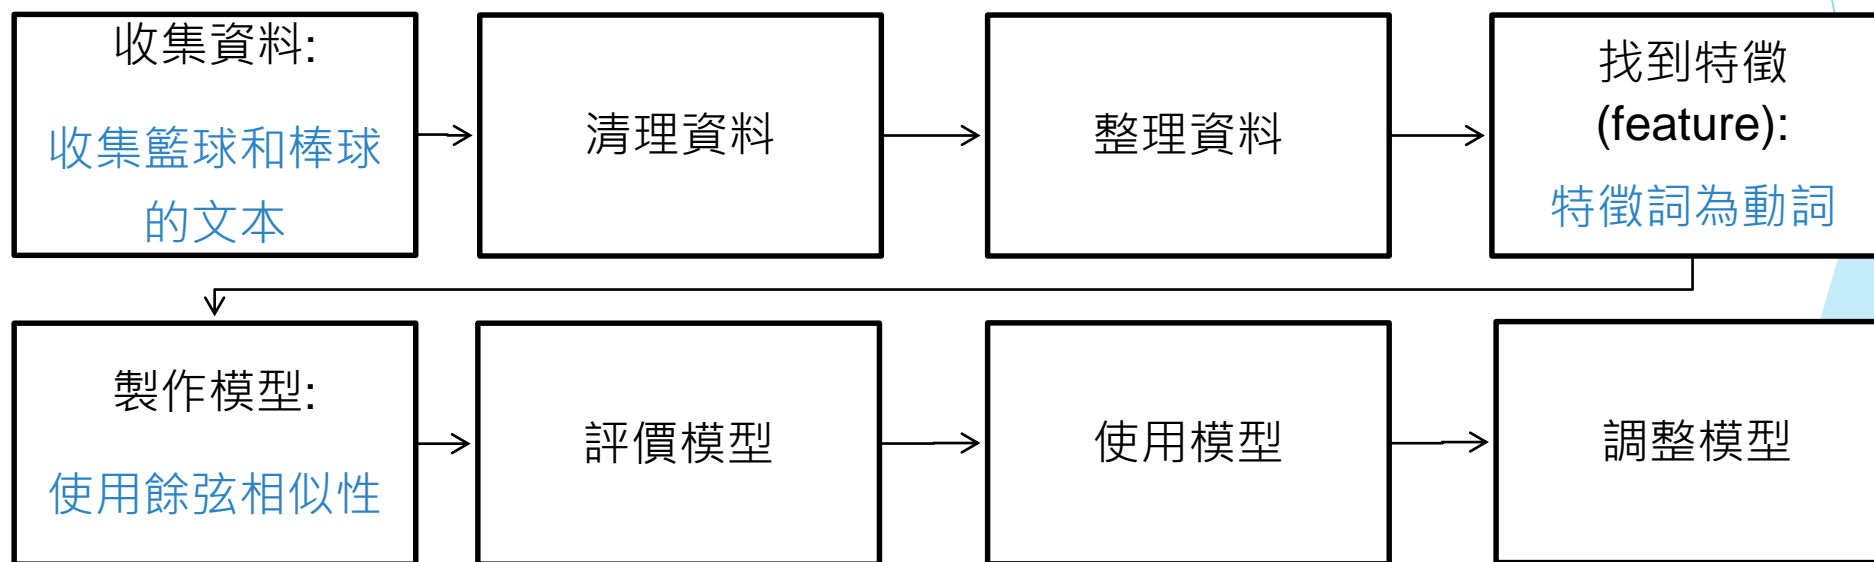 收集資料:
收集籃球和棒球
的文本
清理資料
整理資料
找到特徵
(feature):
特徵詞為動詞
製作模型:
使用餘弦相似性
評價模型
使用模型
調整模型